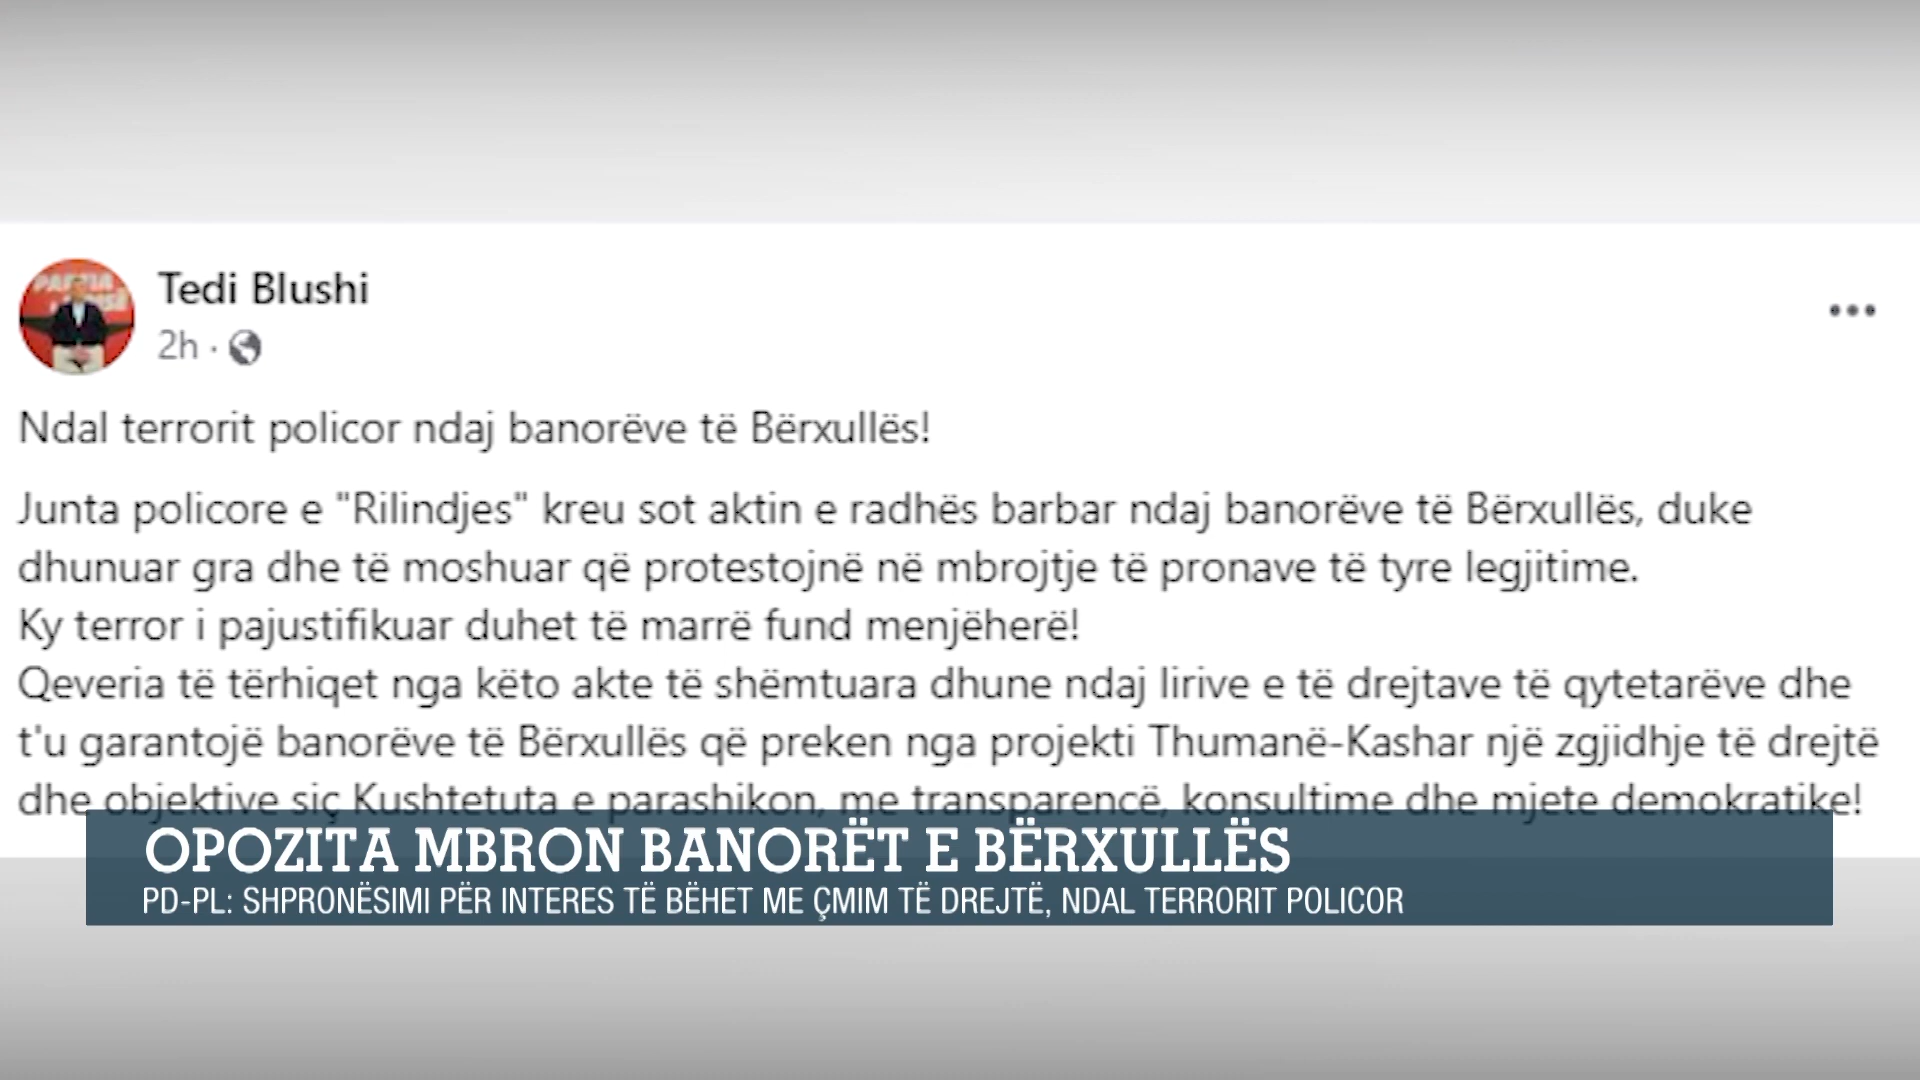 Tedi Blushi
2h ·
Ndal terrorit policor ndaj banorëve të Bërxullës!
Junta policore e "Rilindjes" kreu sot aktin e radhës barbar ndaj banorëve të Bërxullës, duke
dhunuar gra dhe të moshuar që protestojnë në mbrojtje të pronave të tyre legjitime.
Ky terror i pajustifikuar duhet të marrë fund menjëherë!
Qeveria të tërhiqet nga këto akte të shëmtuara dhune ndaj lirive e të drejtave të qytetarëve dhe
t'u garantojë banorëve të Bërxullës që preken nga projekti Thumanë-Kashar një zgjidhje të drejtë
dhe objektive siç Kushtetuta e parashikon, me transparencë, konsultime dhe mjete demokratike!
OPOZITA MBRON BANORËT E BËRXULLËS
PD-PL: SHPRONËSIMI PËR INTERES TË BËHET ME ÇMIM TË DREJTË, NDAL TERRORIT POLICOR